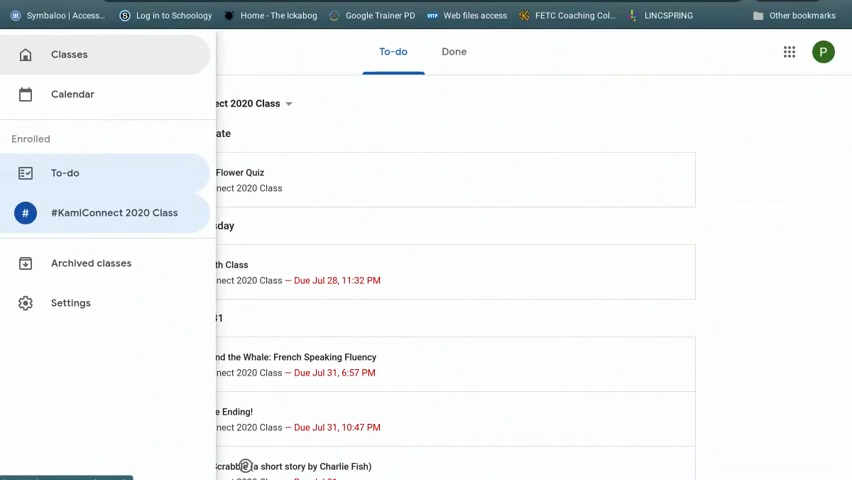 Symbaloo | Access... Log in to Schoology Home - The Ickabog Google Trainer PD Web files access FETC Coaching Col... LINCSPRING Other bookmarks
Classes
To-do Done
P
Calendar
ect 2020 Class
Enrolled
ate
To-do
Flower Quiz
nect 2020 Class
# #KamiConnect 2020 Class
sday
Archived classes
th Class
nect 2020 Class — Due Jul 28, 11:32 PM
Settings
31
nd the Whale: French Speaking Fluency
nect 2020 Class — Due Jul 31, 6:57 PM
e Ending!
nect 2020 Class — Due Jul 31, 10:47 PM
Scrabble (a short story by Charlie Fish)